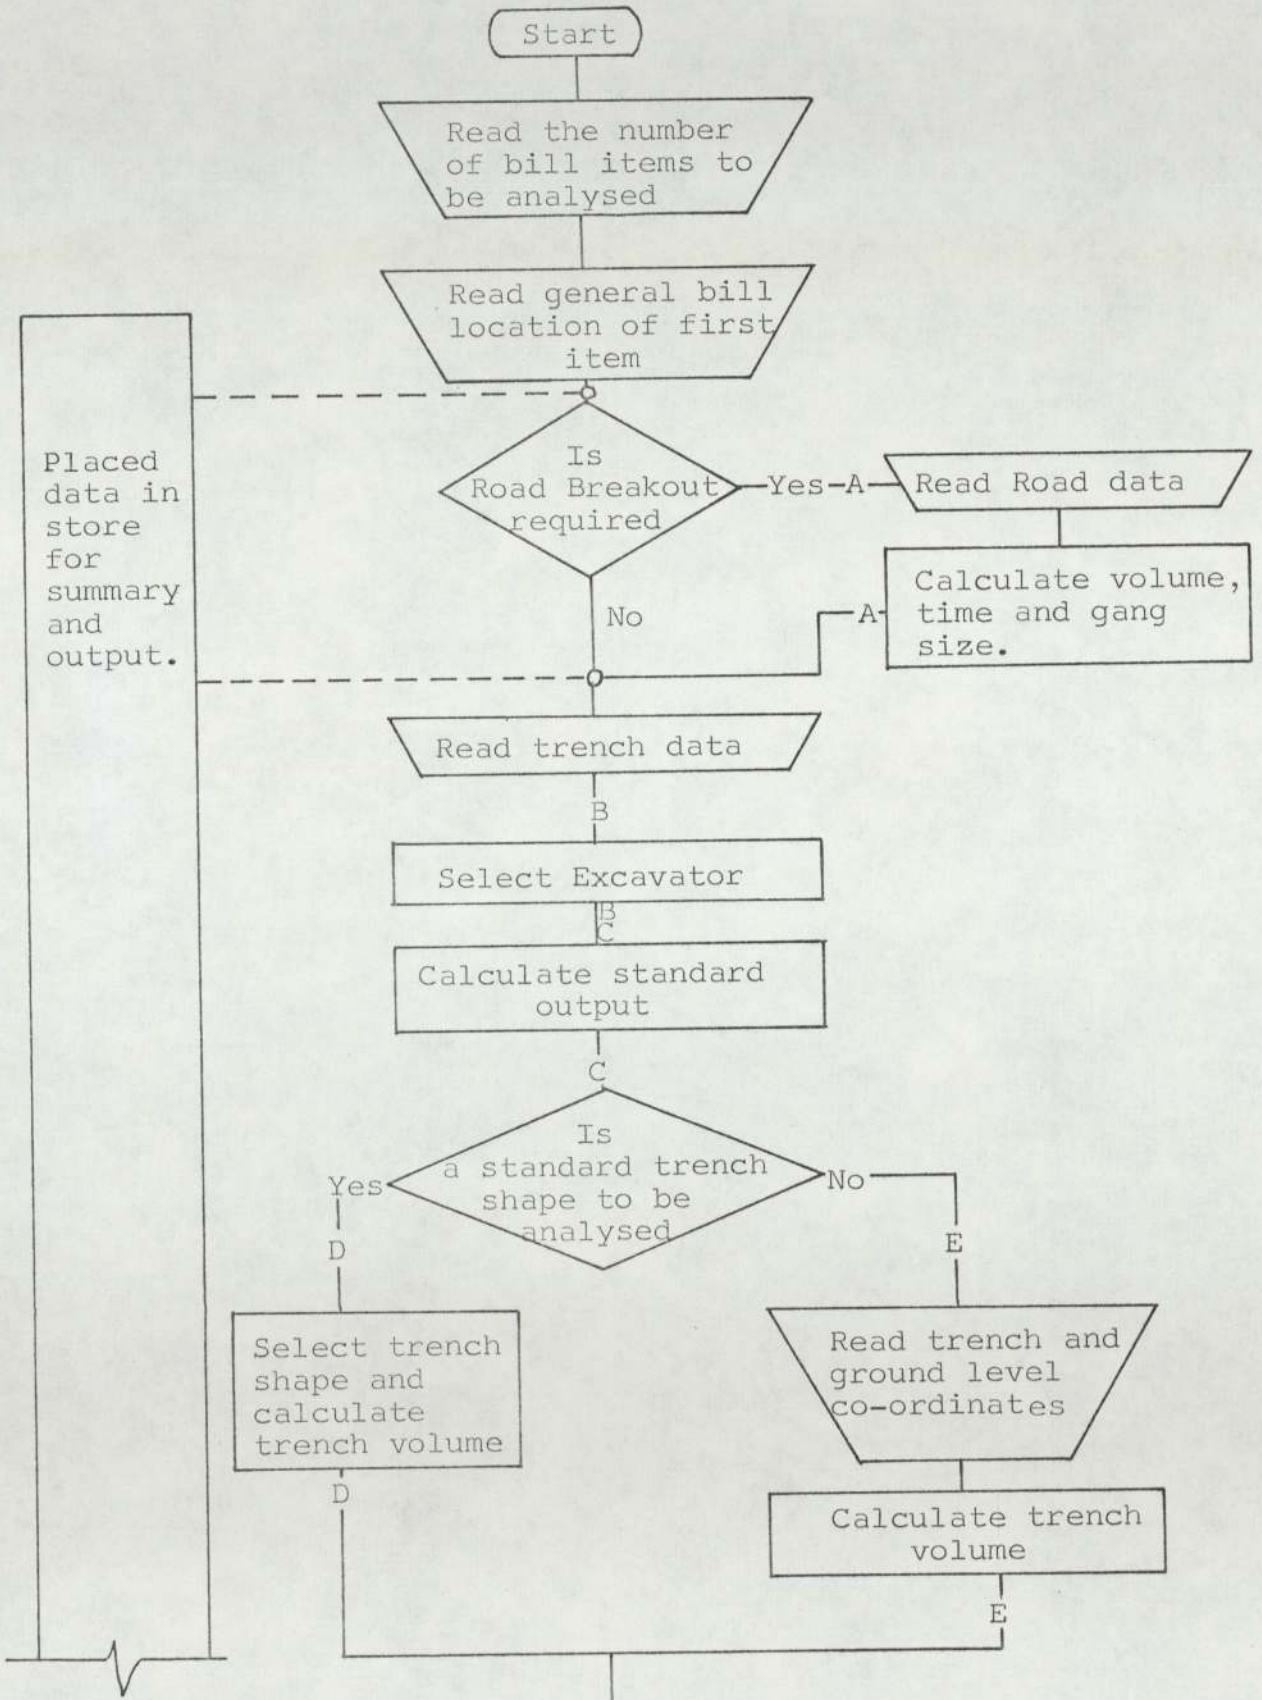 Start
Read the number
of bill items to
be analysed
Read general bill
location of first
item
Placed
data in
store
for
summary
and
output.
Is
Road Breakout
required
Yes-A
Read Road data
Calculate volume,
time and gang
size.
A
No
Read trench data
B
Select Excavator
B
C
Calculate standard
output
C
Is
a standard trench
shape to be
analysed
Yes
No
D
E
Select trench
shape and
calculate
trench volume
Read trench and
ground level
co-ordinates
D
Calculate trench
volume
E